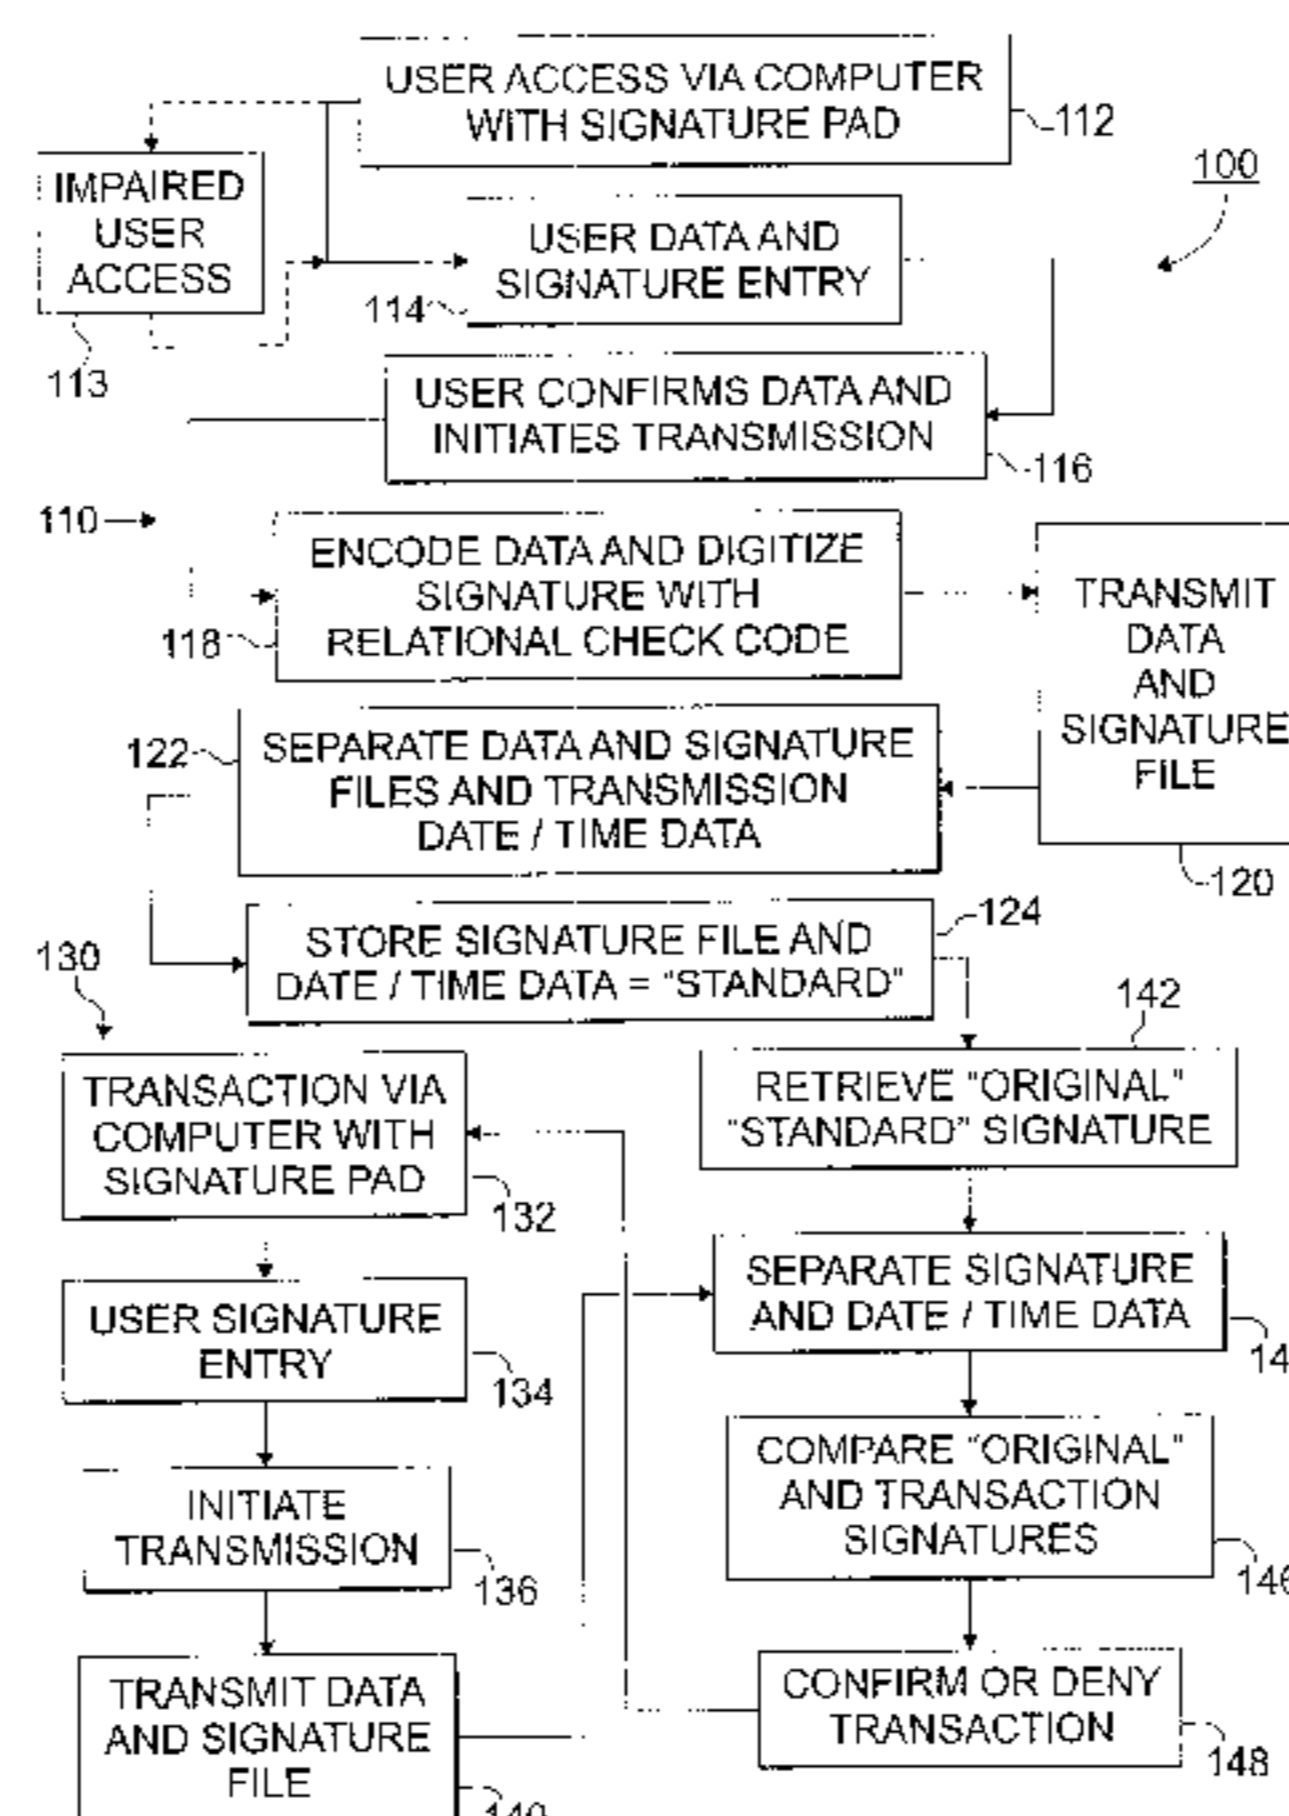 USER ACCESS VIA COMPUTER
WITH SIGNATURE PAD
112
100
IMPAIRED
USER
ACCESS
113
USER DATA AND
SIGNATURE ENTRY
114
USER CONFIRMS DATA AND
INITIATES TRANSMISSION
116
110
ENCODE DATA AND DIGITIZE
SIGNATURE WITH
RELATIONAL CHECK CODE
118
TRANSMIT
DATA
AND
SIGNATURE
FILE
120
122
SEPARATE DATA AND SIGNATURE
FILES AND TRANSMISSION
DATE / TIME DATA
124
STORE SIGNATURE FILE AND
DATE / TIME DATA = "STANDARD"
130
TRANSACTION VIA
COMPUTER WITH
SIGNATURE PAD
132
142
RETRIEVE "ORIGINAL"
"STANDARD" SIGNATURE
USER SIGNATURE
ENTRY
134
SEPARATE SIGNATURE
AND DATE / TIME DATA
14
INITIATE
TRANSMISSION
136
COMPARE "ORIGINAL"
AND TRANSACTION
SIGNATURES
146
TRANSMIT DATA
AND SIGNATURE
FILE
140
CONFIRM OR DENY
TRANSACTION
148